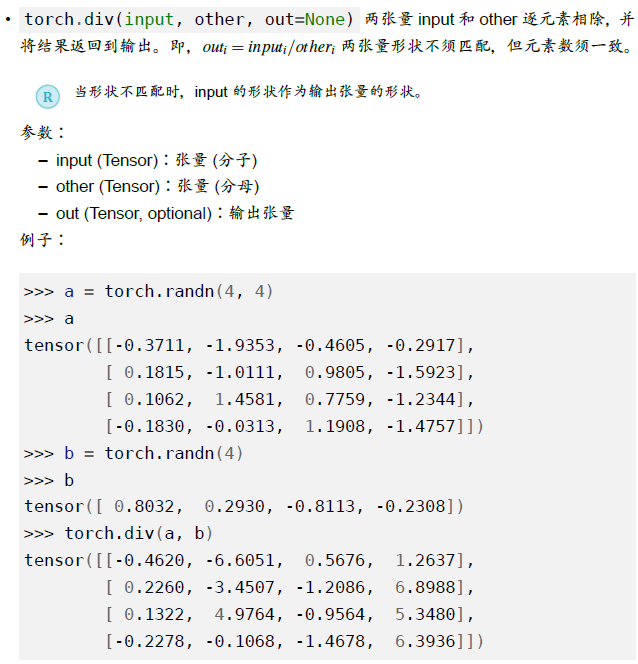 • torch.div(input, other, out=None) 两张量 input 和 other 逐元素相除，并
将结果返回到输出。即，outᵢ = inputᵢ/otherᵢ 两张量形状不须匹配，但元素数须一致。
R 当形状不匹配时，input 的形状作为输出张量的形状。
参数：
– input (Tensor)：张量 (分子)
– other (Tensor)：张量 (分母)
– out (Tensor, optional)：输出张量
例子：
>>> a = torch.randn(4, 4)
>>> a
tensor([[-0.3711, -1.9353, -0.4605, -0.2917],
        [ 0.1815, -1.0111,  0.9805, -1.5923],
        [ 0.1062,  1.4581,  0.7759, -1.2344],
        [-0.1830, -0.0313,  1.1908, -1.4757]])
>>> b = torch.randn(4)
>>> b
tensor([ 0.8032,  0.2930, -0.8113, -0.2308])
>>> torch.div(a, b)
tensor([[-0.4620, -6.6051,  0.5676,  1.2637],
        [ 0.2260, -3.4507, -1.2086,  6.8988],
        [ 0.1322,  4.9764, -0.9564,  5.3480],
        [-0.2278, -0.1068, -1.4678,  6.3936]])